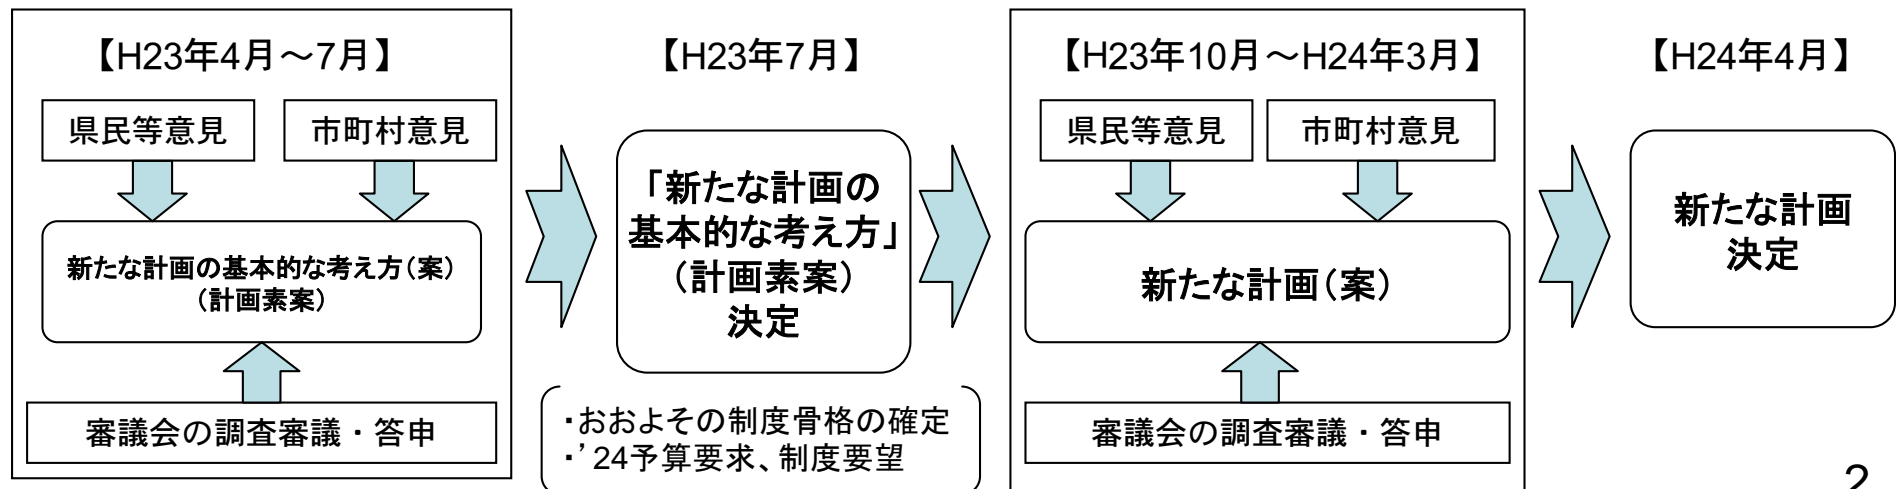 【H23年4月～7月】
県民等意見
市町村意見
新たな計画の基本的な考え方（案）
（計画素案）
審議会の調査審議・答申
【H23年7月】
「新たな計画の
基本的な考え方」
（計画素案）
決定
・おおよその制度骨格の確定
・’24予算要求、制度要望
【H23年10月～H24年3月】
県民等意見
市町村意見
新たな計画（案）
審議会の調査審議・答申
【H24年4月】
新たな計画
決定
2